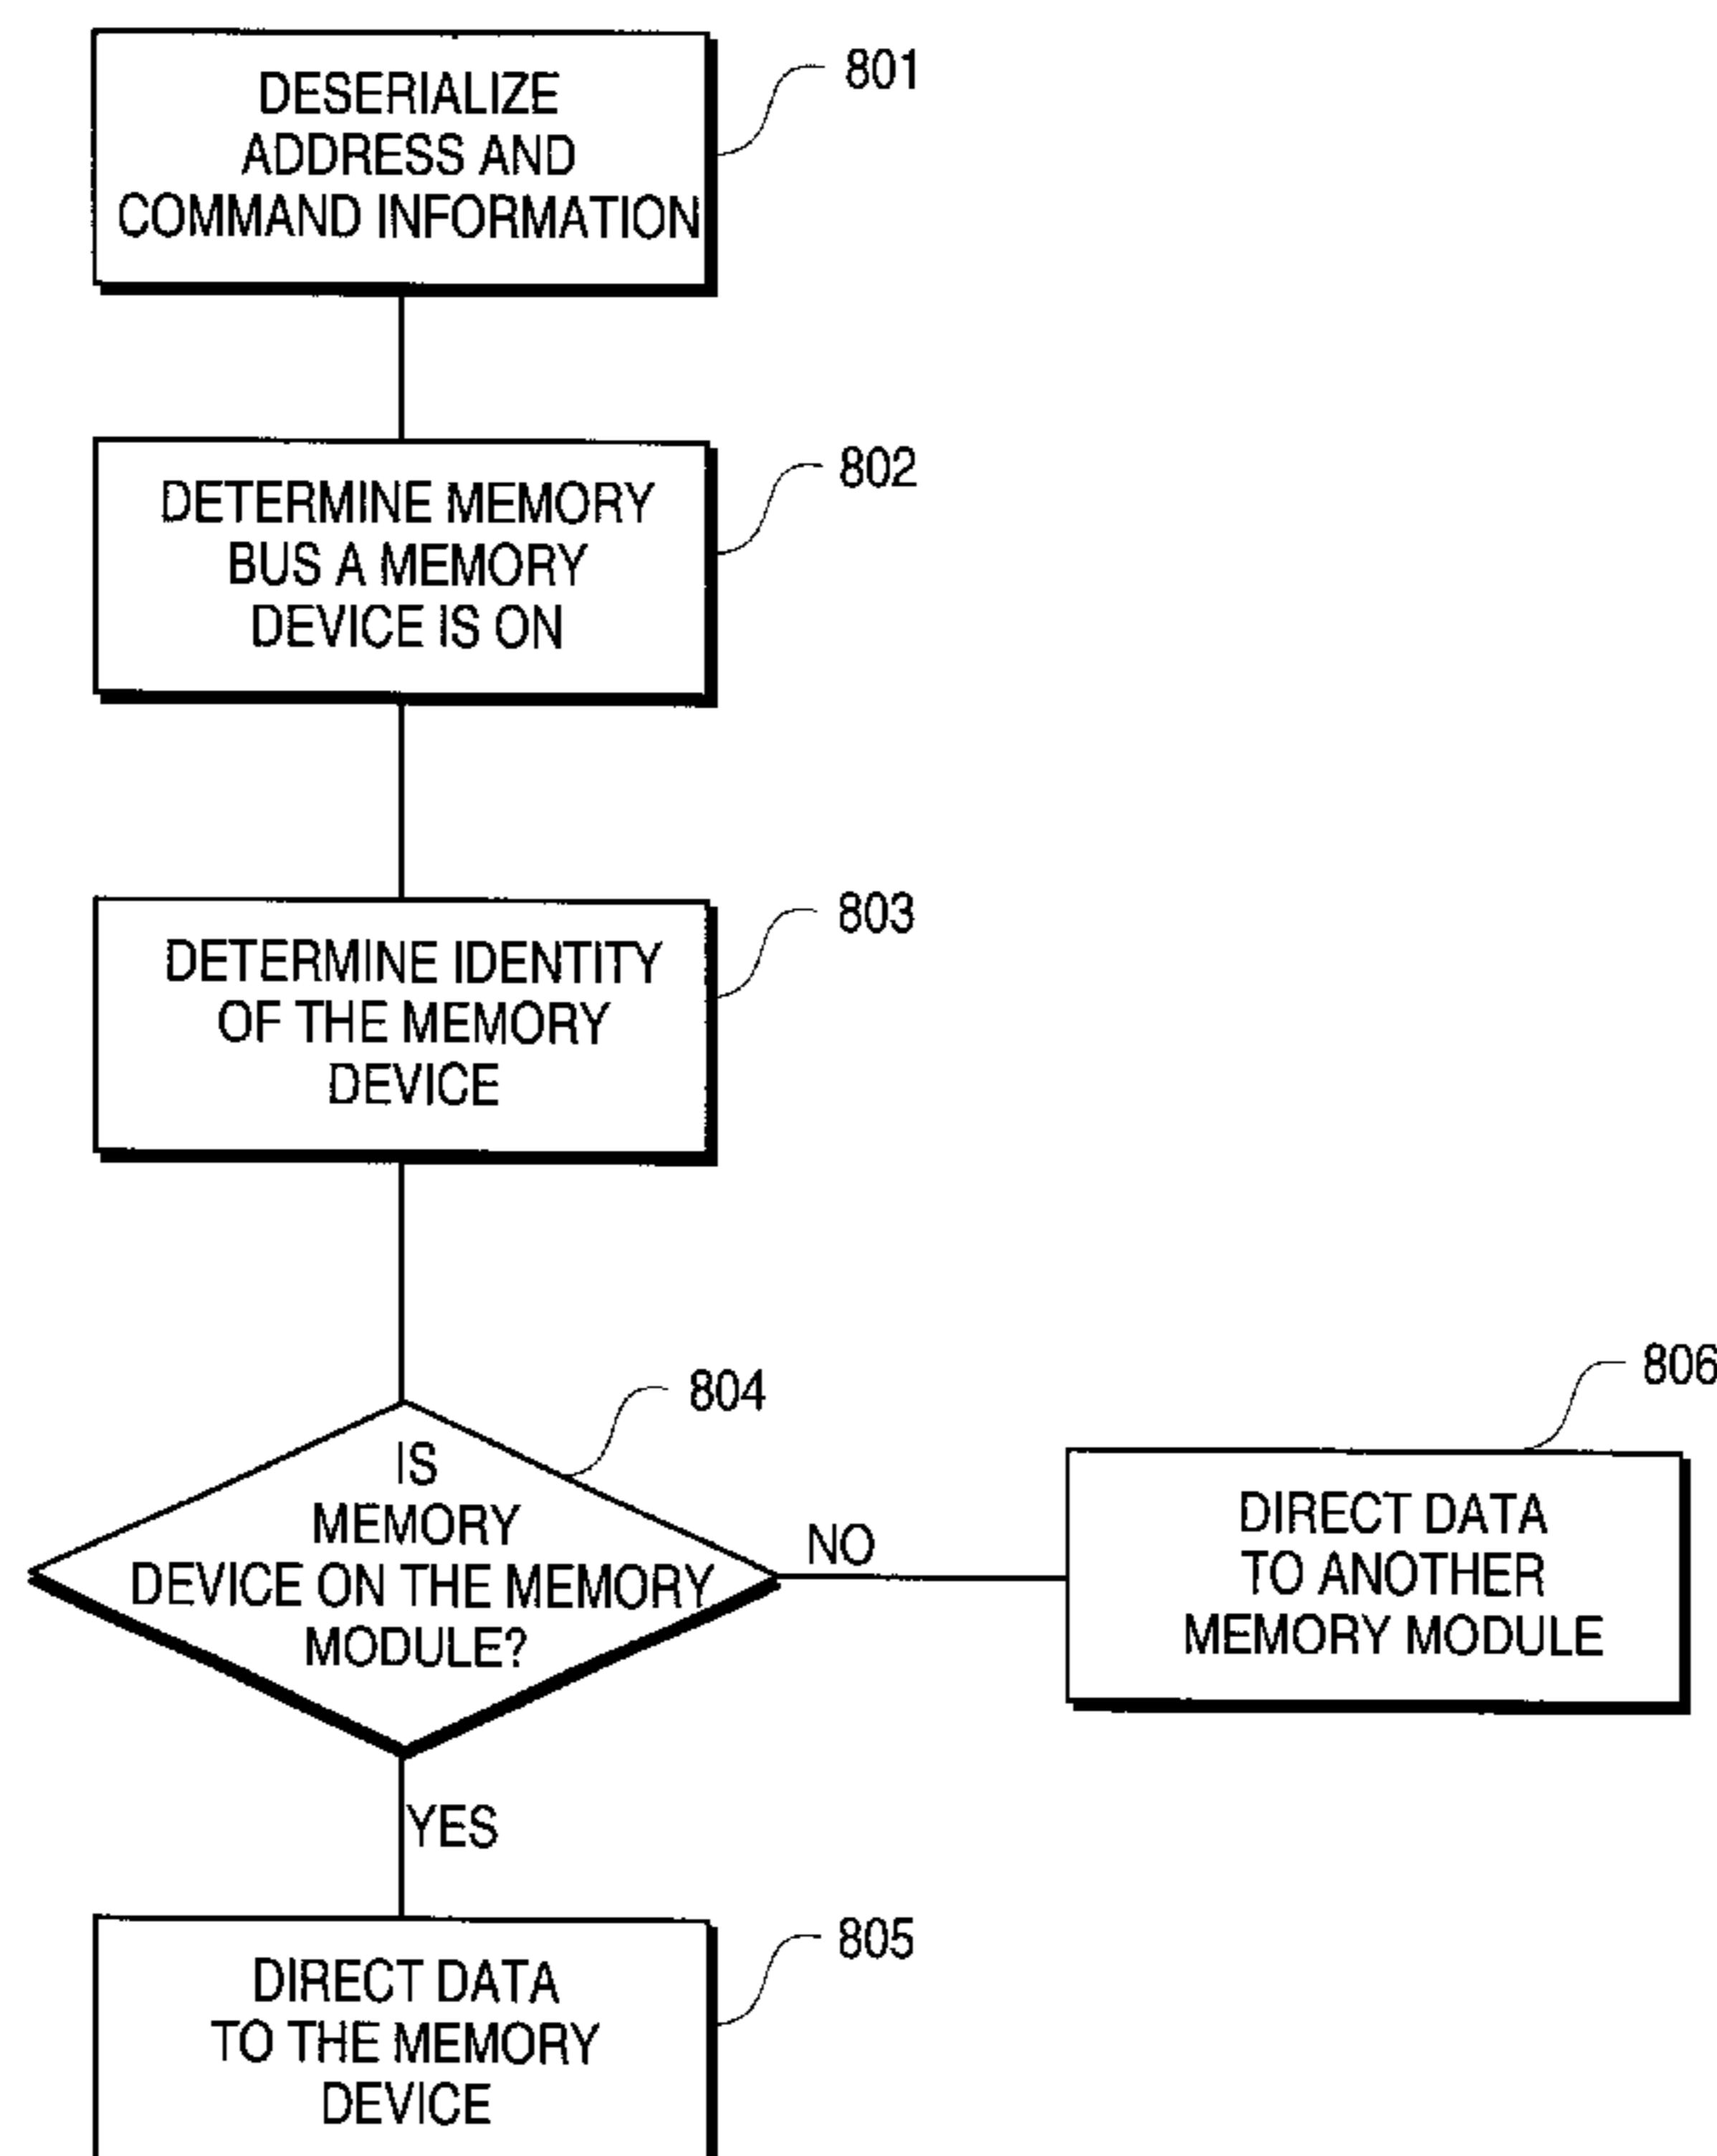 DESERIALIZE
ADDRESS AND
COMMAND INFORMATION
801
DETERMINE MEMORY
BUS A MEMORY
DEVICE IS ON
802
DETERMINE IDENTITY
OF THE MEMORY
DEVICE
803
IS
MEMORY
DEVICE ON THE MEMORY
MODULE?
804
NO
DIRECT DATA
TO ANOTHER
MEMORY MODULE
806
YES
DIRECT DATA
TO THE MEMORY
DEVICE
805